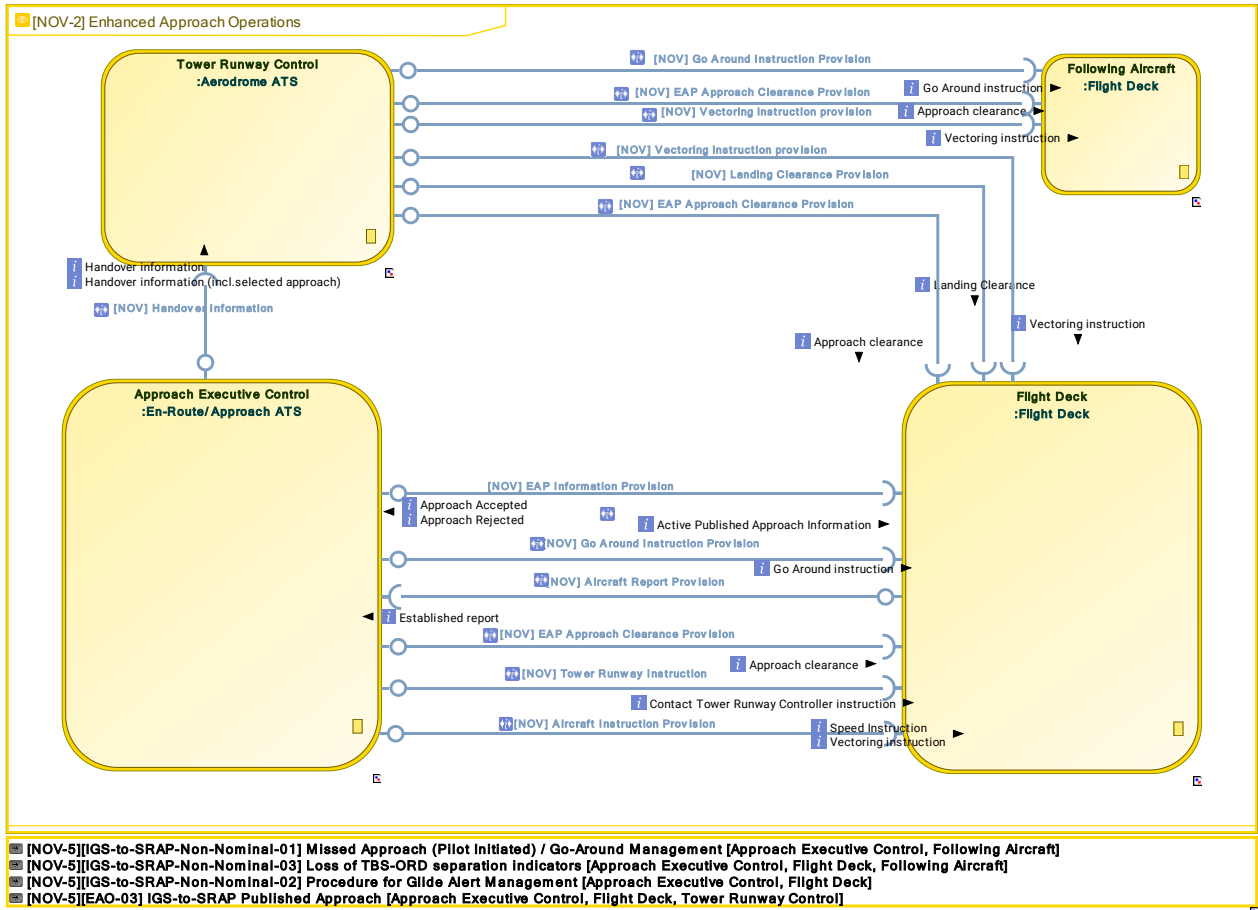 [NOV-2] Enhanced Approach Operations
Tower Runway Control
:Aerodrome ATS
Following Aircraft
:Flight Deck
[NOV] Go Around Instruction Provision
Go Around instruction
[NOV] EAP Approach Clearance Provision
Approach clearance
[NOV] Vectoring instruction provision
Vectoring instruction
[NOV] Vectoring instruction provision
[NOV] Landing Clearance Provision
[NOV] EAP Approach Clearance Provision
Handover information
Handover information (incl.selected approach)
[NOV] Handover Information
Landing Clearance
Vectoring instruction
Approach clearance
Approach Executive Control
:En-Route/Approach ATS
Flight Deck
:Flight Deck
[NOV] EAP Information Provision
Approach Accepted
Approach Rejected
Active Published Approach Information
[NOV] Go Around Instruction Provision
Go Around instruction
[NOV] Aircraft Report Provision
Established report
[NOV] EAP Approach Clearance Provision
Approach clearance
[NOV] Tower Runway Instruction
Contact Tower Runway Controller instruction
[NOV] Aircraft Instruction Provision
Speed Instruction
Vectoring instruction
[NOV-5][IGS-to-SRAP-Non-Nominal-01] Missed Approach (Pilot Initiated) / Go-Around Management [Approach Executive Control, Following Aircraft]
[NOV-5][IGS-to-SRAP-Non-Nominal-03] Loss of TBS-ORD separation indicators [Approach Executive Control, Flight Deck, Following Aircraft]
[NOV-5][IGS-to-SRAP-Non-Nominal-02] Procedure for Glide Alert Management [Approach Executive Control, Flight Deck]
[NOV-5][EAO-03] IGS-to-SRAP Published Approach [Approach Executive Control, Flight Deck, Tower Runway Control]